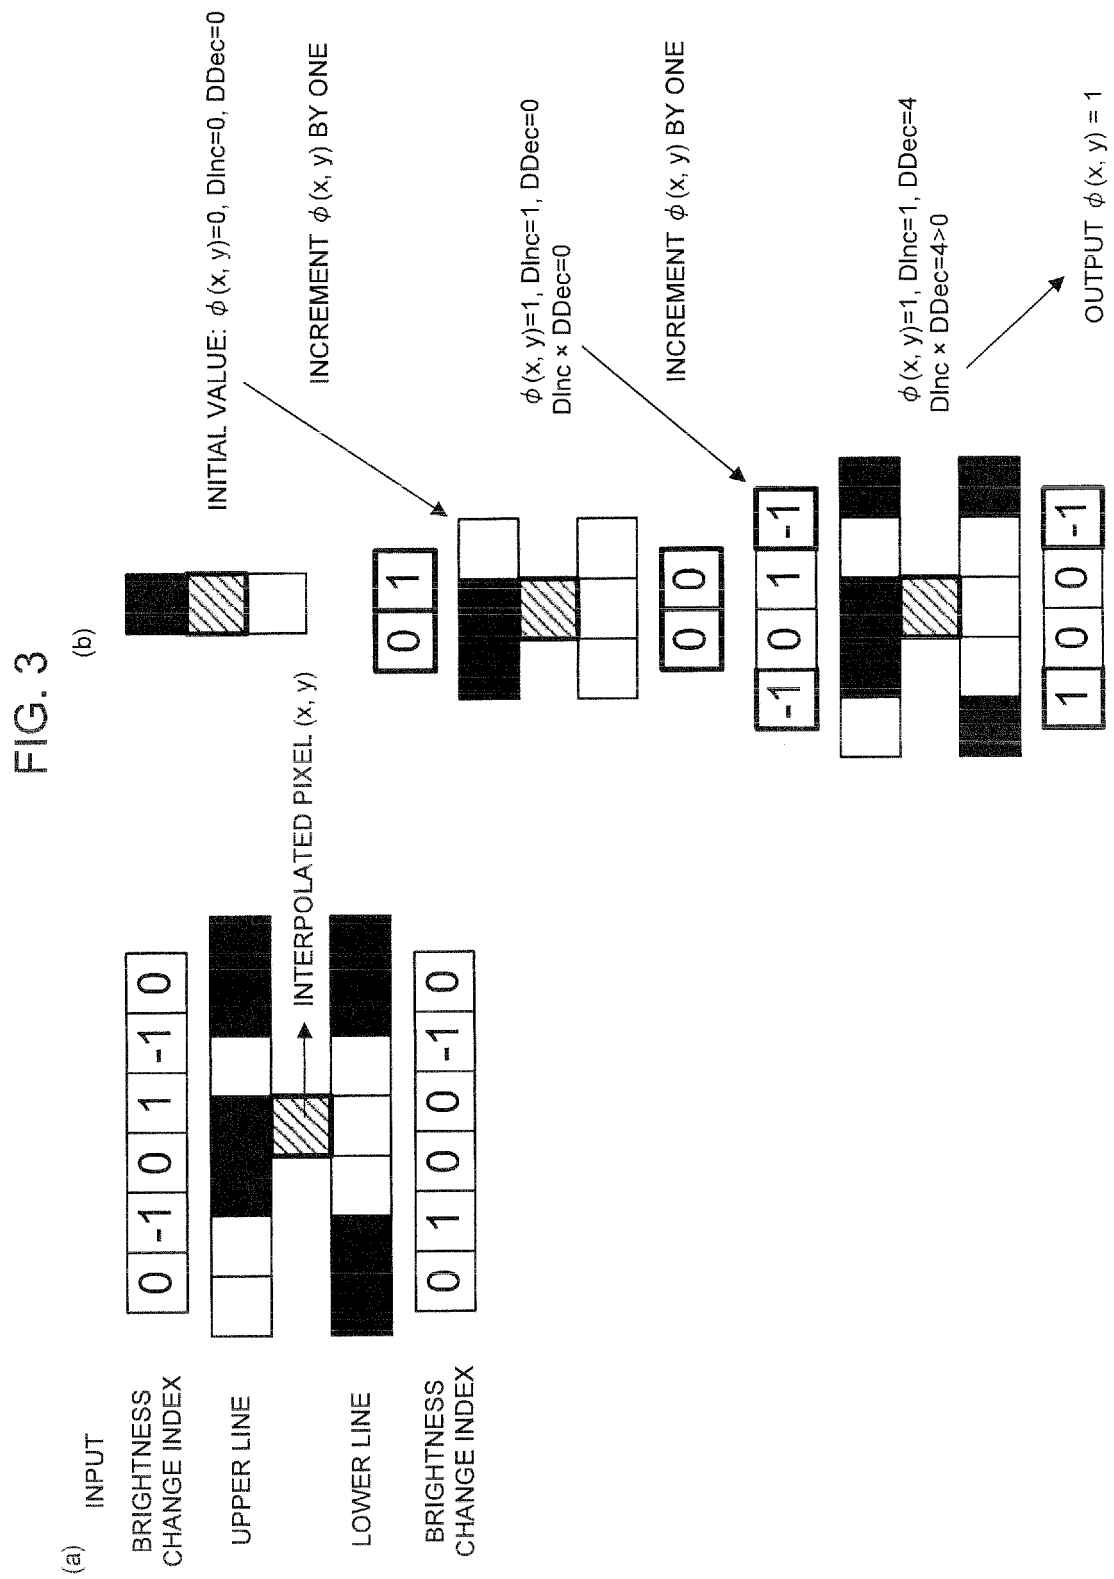 FIG. 3
(a)
INPUT
BRIGHTNESS
CHANGE INDEX
0 -1 0 1 -1 0
UPPER LINE
INTERPOLATED PIXEL (x, y)
LOWER LINE
BRIGHTNESS
CHANGE INDEX
0 1 0 0 -1 0
(b)
INITIAL VALUE: ϕ(x, y)=0, DInc=0, DDec=0
INCREMENT ϕ(x, y) BY ONE
0 1
ϕ(x, y)=1, DInc=1, DDec=0
DInc × DDec=0
0 0
INCREMENT ϕ(x, y) BY ONE
-1 0 1 -1
ϕ(x, y)=1, DInc=1, DDec=4
DInc × DDec=4>0
1 0 0 -1
OUTPUT ϕ(x, y) = 1